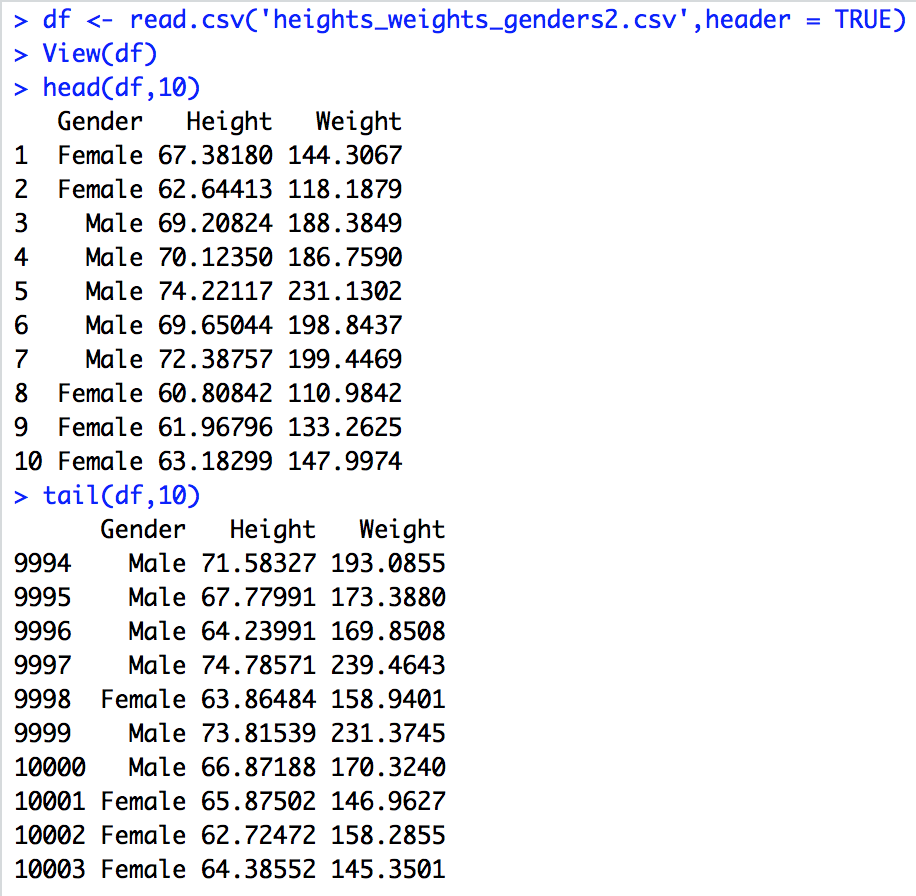 > df <- read.csv('heights_weights_genders2.csv',header = TRUE)
> View(df)
> head(df,10)
   Gender   Height   Weight
1  Female 67.38180 144.3067
2  Female 62.64413 118.1879
3    Male 69.20824 188.3849
4    Male 70.12350 186.7590
5    Male 74.22117 231.1302
6    Male 69.65044 198.8437
7    Male 72.38757 199.4469
8  Female 60.80842 110.9842
9  Female 61.96796 133.2625
10 Female 63.18299 147.9974
> tail(df,10)
      Gender   Height   Weight
9994    Male 71.58327 193.0855
9995    Male 67.77991 173.3880
9996    Male 64.23991 169.8508
9997    Male 74.78571 239.4643
9998  Female 63.86484 158.9401
9999    Male 73.81539 231.3745
10000   Male 66.87188 170.3240
10001 Female 65.87502 146.9627
10002 Female 62.72472 158.2855
10003 Female 64.38552 145.3501